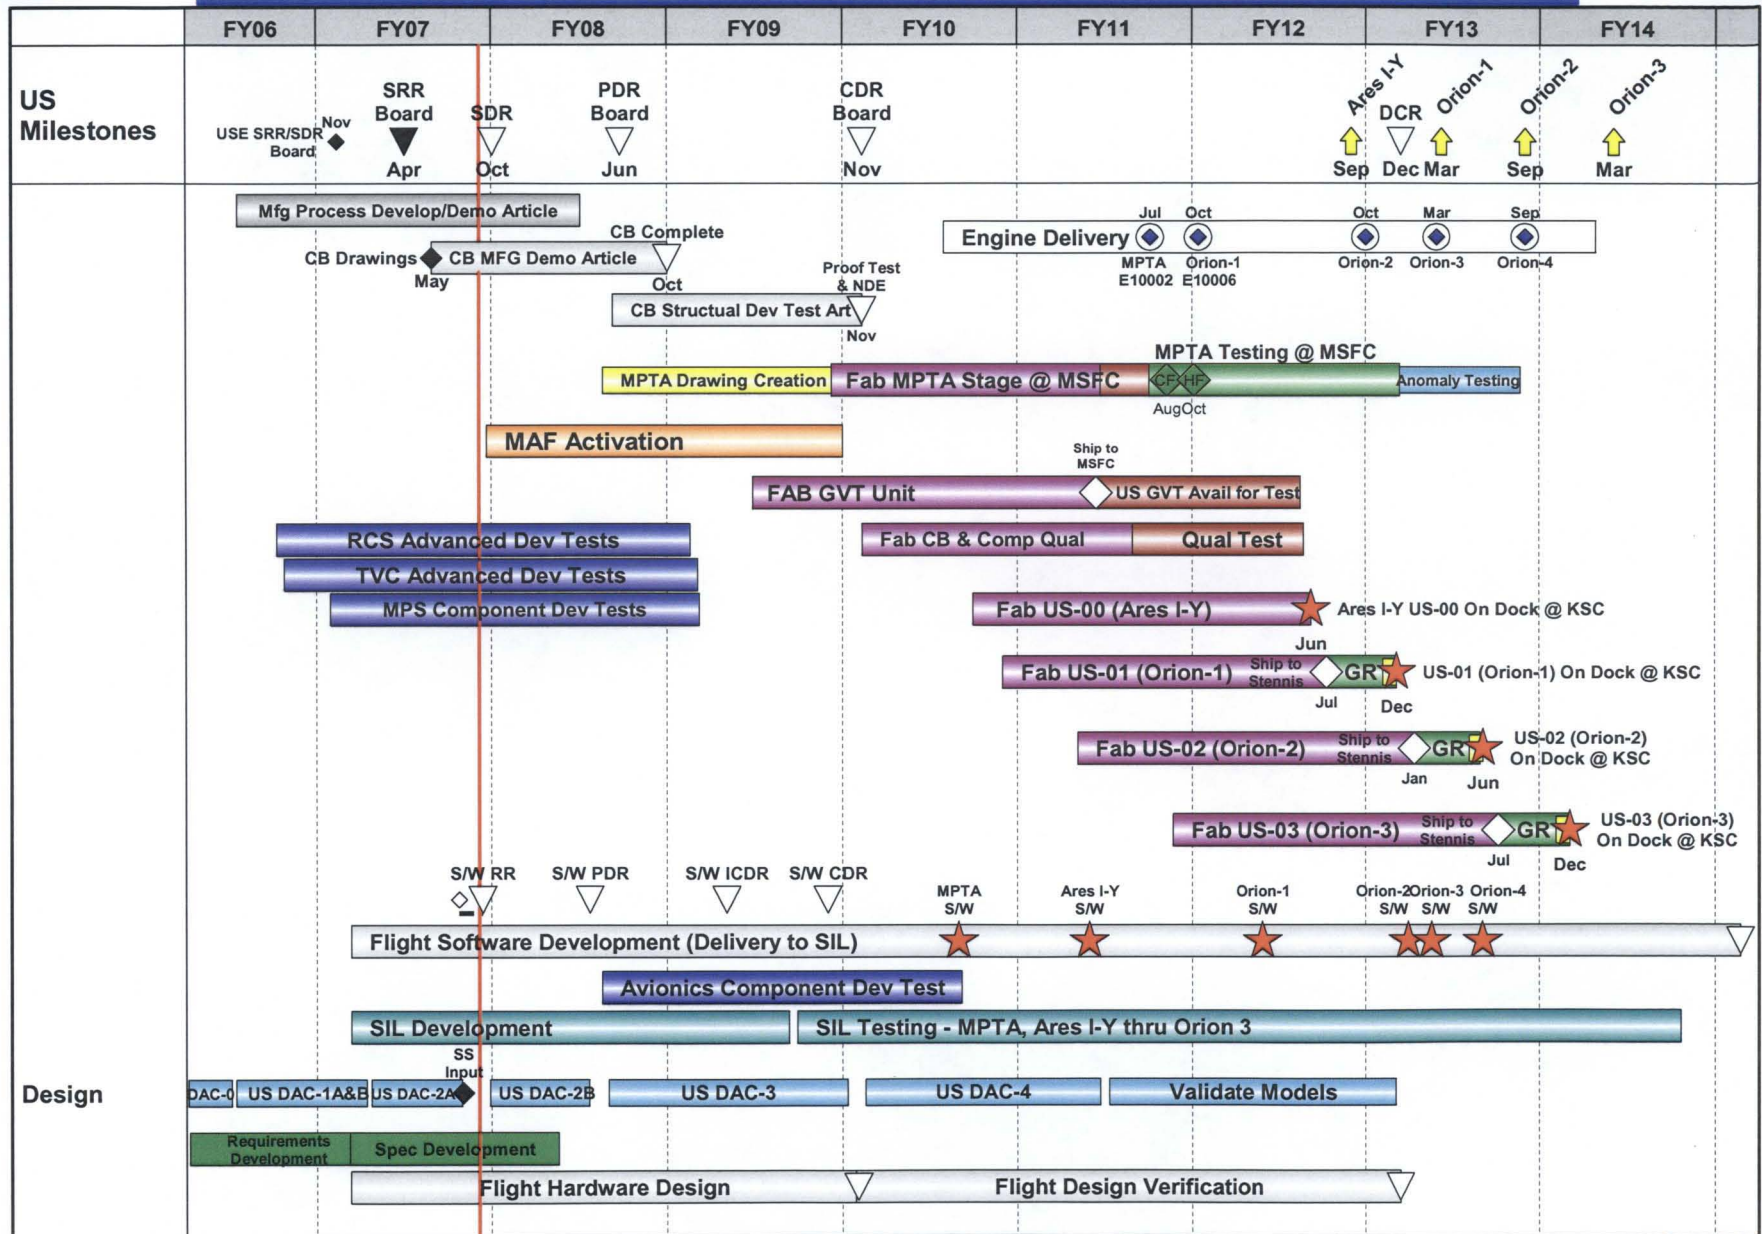 FY06 FY07 FY08 FY09 FY10 FY11 FY12 FY13 FY14
US
Milestones
USE SRR/SDR
Board
Nov
SRR
Board
Apr
SDR
Oct
PDR
Board
Jun
CDR
Board
Nov
Ares I-Y
Sep
DCR
Dec
Orion-1
Mar
Orion-2
Sep
Orion-3
Mar
Mfg Process Develop/Demo Article
CB Drawings
May
CB MFG Demo Article
CB Complete
Oct
Engine Delivery
Jul
MPTA
E10002
Oct
Orion-1
E10006
Oct
Orion-2
Mar
Orion-3
Sep
Orion-4
CB Structual Dev Test Art
Proof Test
& NDE
Nov
MPTA Drawing Creation
Fab MPTA Stage @ MSFC
MPTA Testing @ MSFC
CF
HF
Aug
Oct
Anomaly Testing
MAF Activation
FAB GVT Unit
Ship to
MSFC
US GVT Avail for Test
RCS Advanced Dev Tests
Fab CB & Comp Qual
Qual Test
TVC Advanced Dev Tests
MPS Component Dev Tests
Fab US-00 (Ares I-Y)
Jun
Ares I-Y US-00 On Dock @ KSC
Fab US-01 (Orion-1)
Ship to
Stennis
Jul
GR
Dec
US-01 (Orion-1) On Dock @ KSC
Fab US-02 (Orion-2)
Ship to
Stennis
Jan
GR
Jun
US-02 (Orion-2)
On Dock @ KSC
Fab US-03 (Orion-3)
Ship to
Stennis
Jul
GR
Dec
US-03 (Orion-3)
On Dock @ KSC
S/W RR
S/W PDR
S/W ICDR
S/W CDR
MPTA
S/W
Ares I-Y
S/W
Orion-1
S/W
Orion-2
S/W
Orion-3
S/W
Orion-4
S/W
Flight Software Development (Delivery to SIL)
Avionics Component Dev Test
SIL Development
SIL Testing - MPTA, Ares I-Y thru Orion 3
SS
Input
Design
DAC-0
US DAC-1A&B
US DAC-2A
US DAC-2B
US DAC-3
US DAC-4
Validate Models
Requirements
Development
Spec Development
Flight Hardware Design
Flight Design Verification